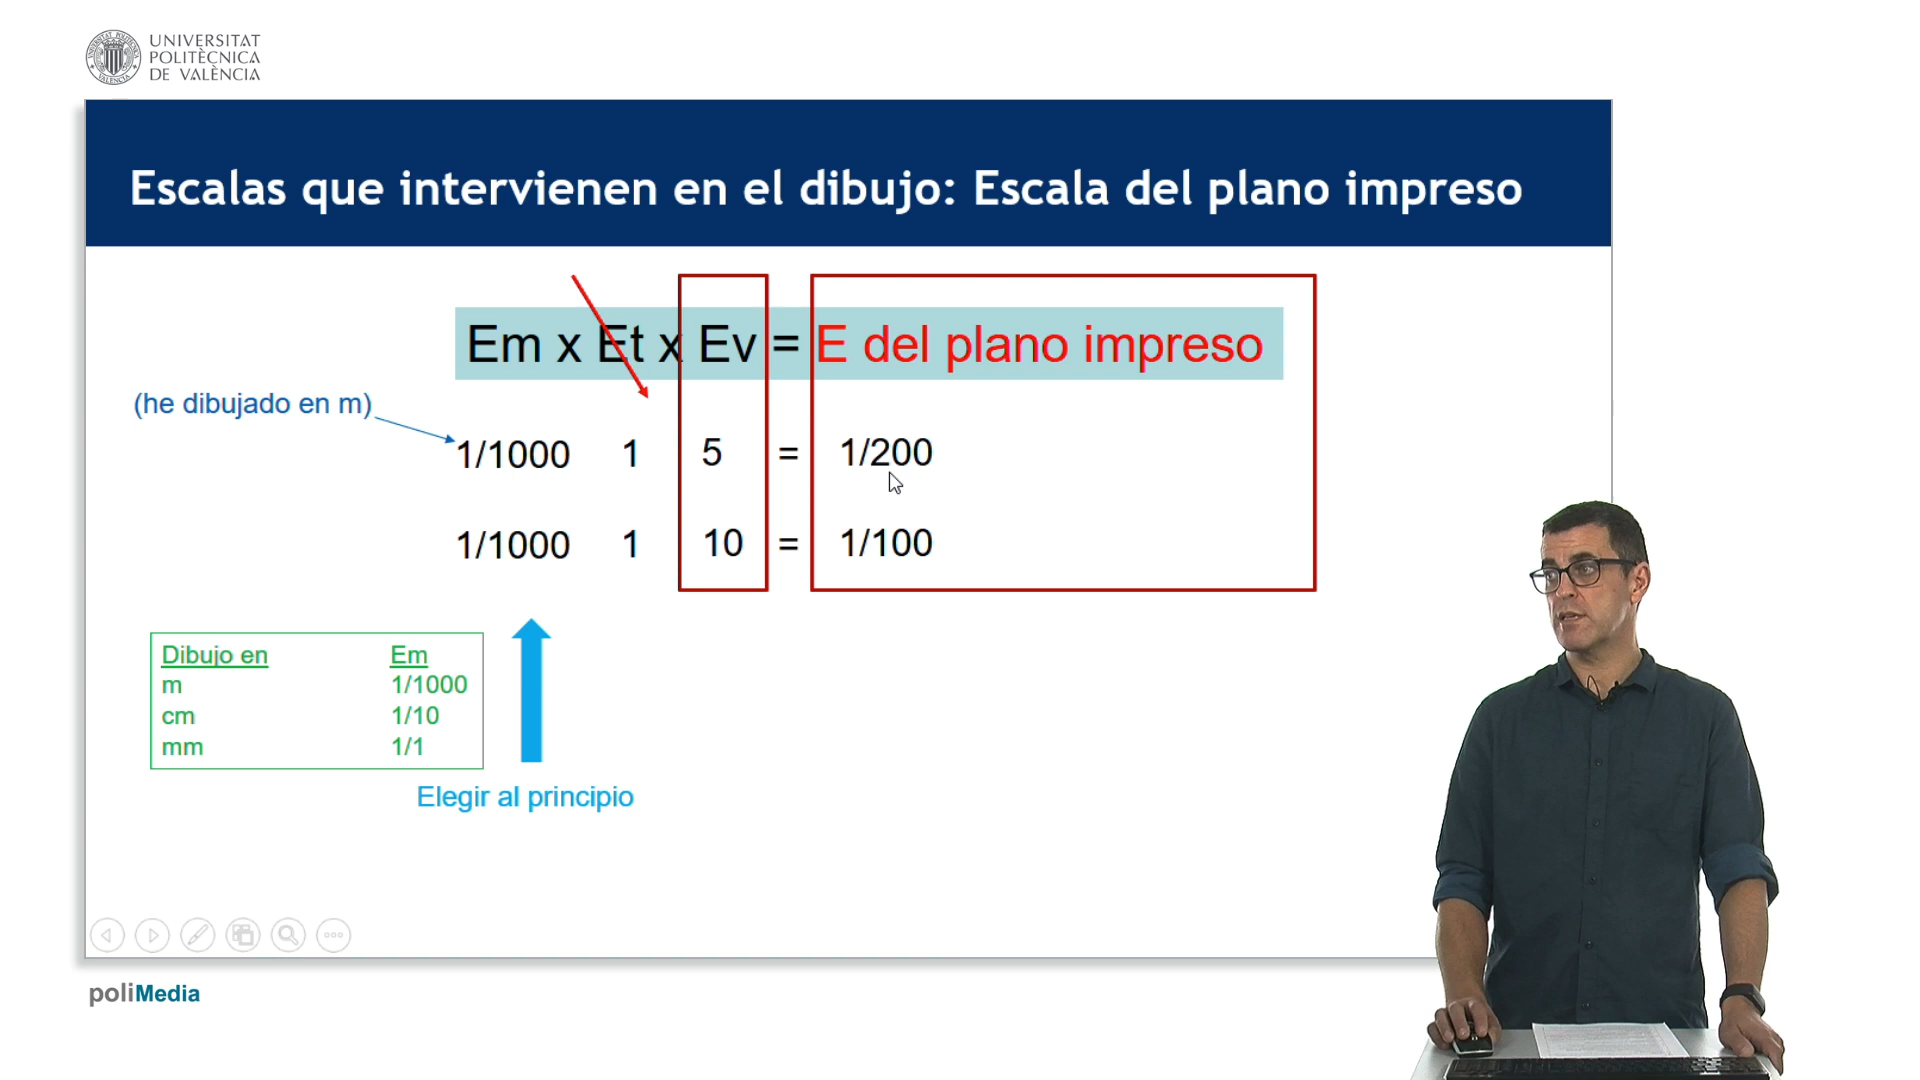 UNIVERSITAT
POLITÈCNICA
DE VALÈNCIA
Escalas que intervienen en el dibujo: Escala del plano impreso
Em x Et x Ev = E del plano impreso
(he dibujado en m)
1/1000 1 5 = 1/200
1/1000 1 10 = 1/100
Dibujo en Em
m 1/1000
cm 1/10
mm 1/1
Elegir al principio
poliMedia